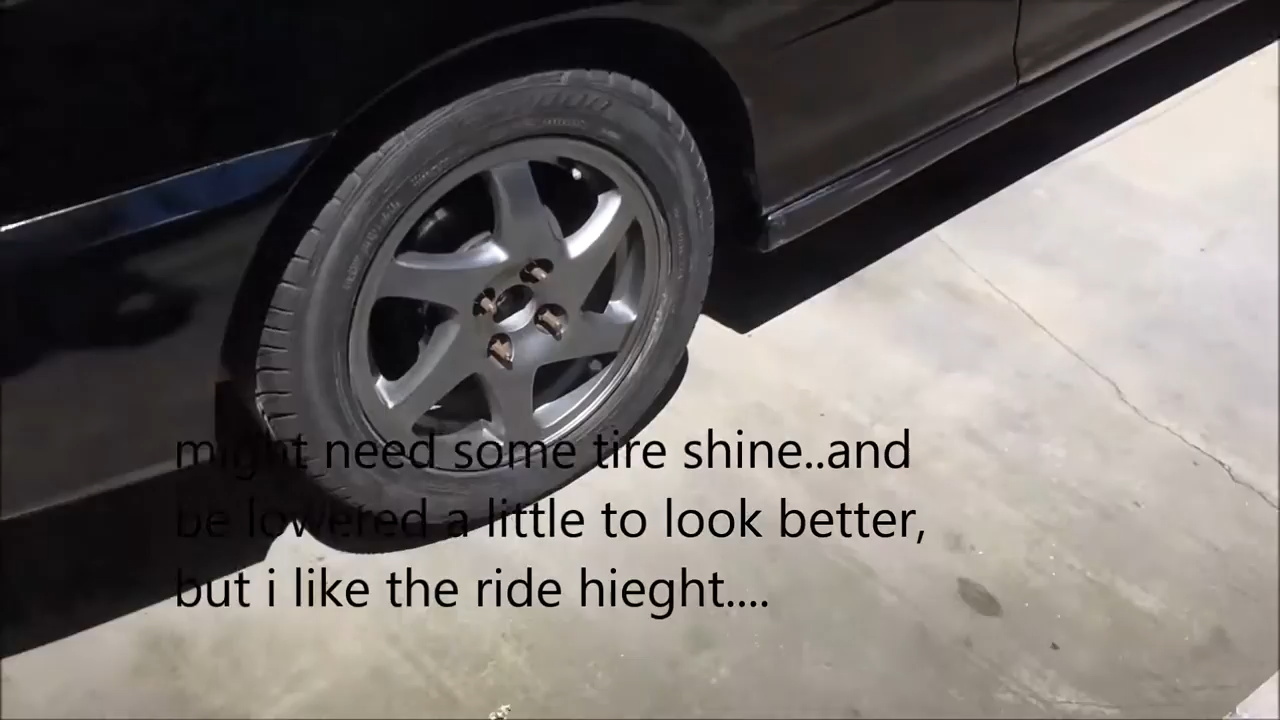 might need some tire shine..and
be lowered a little to look better,
but i like the ride hieght....